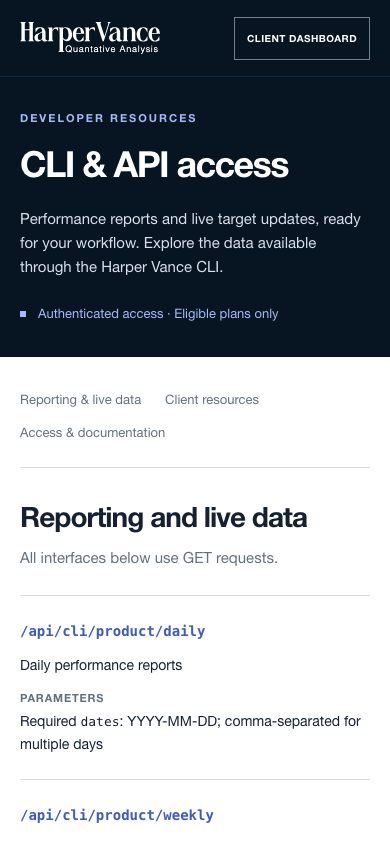 HarperVance
Quantative Analysis
CLIENT DASHBOARD
DEVELOPER RESOURCES
CLI & API access
Performance reports and live target updates, ready
for your workflow. Explore the data available
through the Harper Vance CLI.
Authenticated access · Eligible plans only
Reporting & live data
Client resources
Access & documentation
Reporting and live data
All interfaces below use GET requests.
/api/cli/product/daily
Daily performance reports
PARAMETERS
Required dates: YYYY-MM-DD; comma-separated for
multiple days
/api/cli/product/weekly